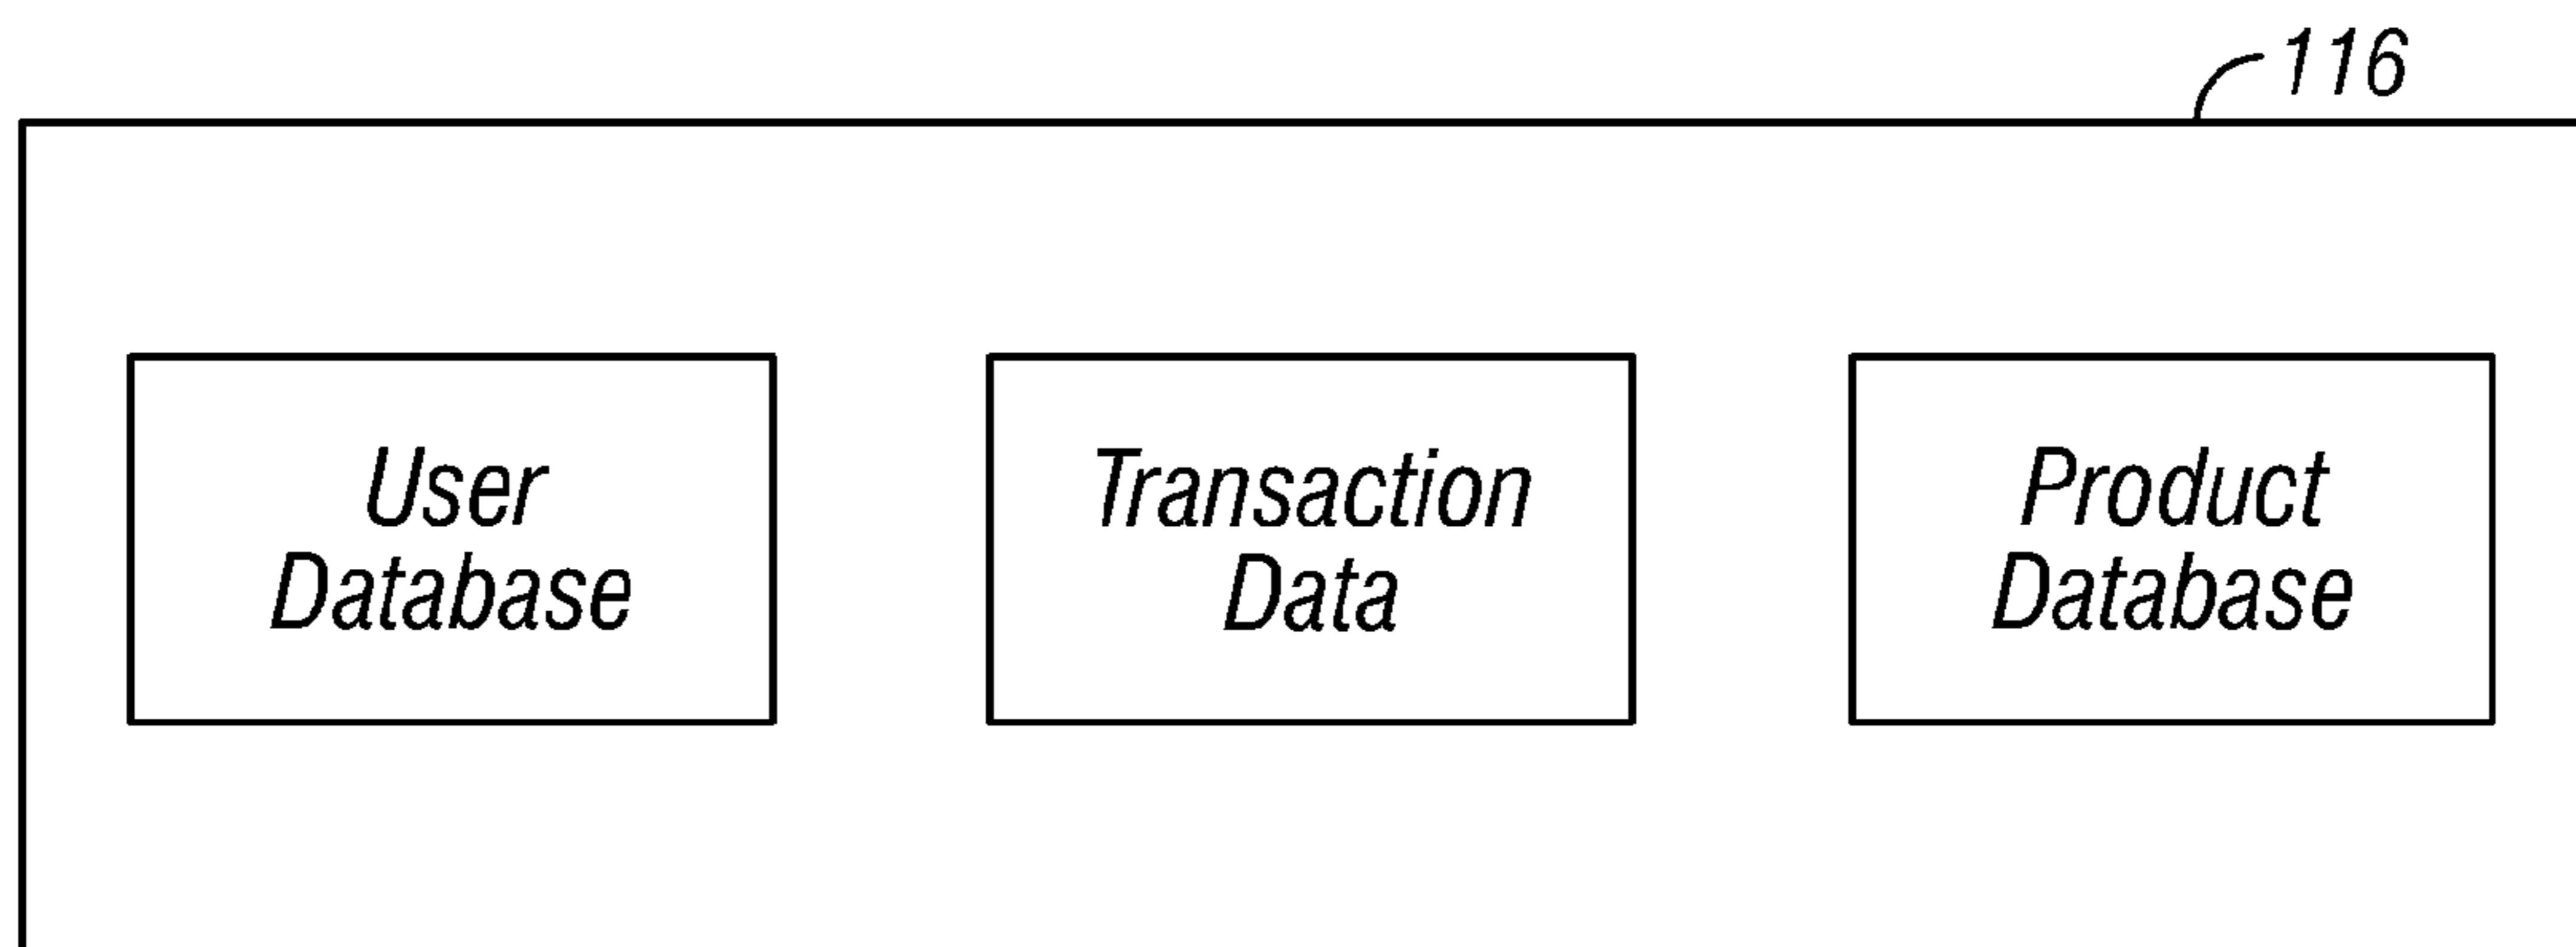 116
User
Database
Transaction
Data
Product
Database